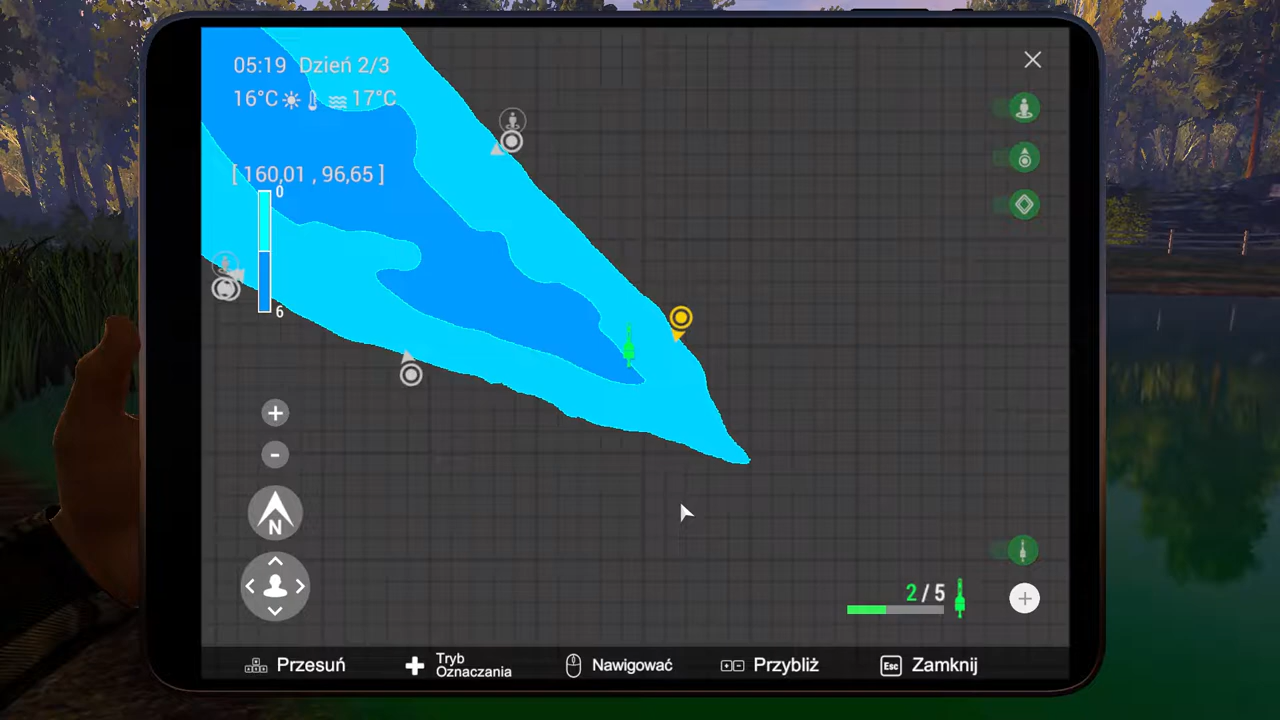 05:19 Dzień 2/3
16°C 17°C
[ 160,01 , 96,65 ]
0
6
+
-
N
2 / 5
+
Przesuń
Tryb
Oznaczania
Nawigować
Przybliż
Esc Zamknij